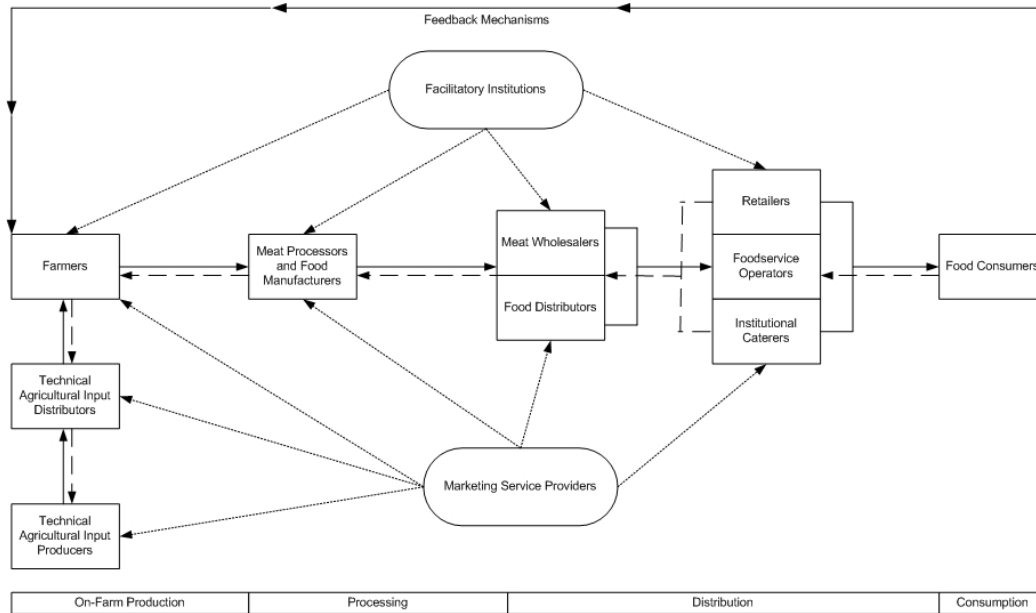 Feedback Mechanisms
Facilitatory Institutions
Retailers
Farmers
Meat Processors
and Food
Manufacturers
Meat Wholesalers
Food Distributors
Foodservice
Operators
Institutional
Caterers
Food Consumers
Technical
Agricultural Input
Distributors
Marketing Service Providers
Technical
Agricultural Input
Producers
On-Farm Production
Processing
Distribution
Consumption